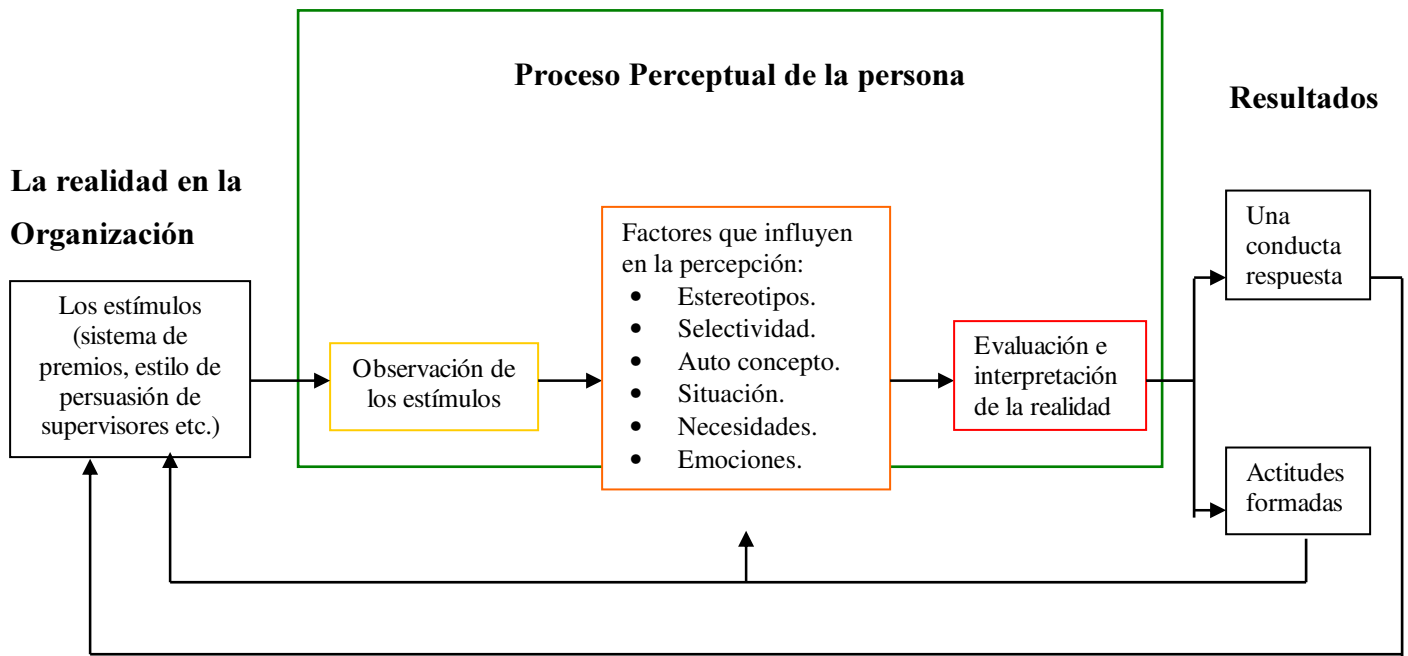 Proceso Perceptual de la persona
Resultados
La realidad en la
Organización
Los estímulos
(sistema de
premios, estilo de
persuasión de
supervisores etc.)
Observación de
los estímulos
Factores que influyen
en la percepción:
• Estereotipos.
• Selectividad.
• Auto concepto.
• Situación.
• Necesidades.
• Emociones.
Evaluación e
interpretación
de la realidad
Una
conducta
respuesta
Actitudes
formadas